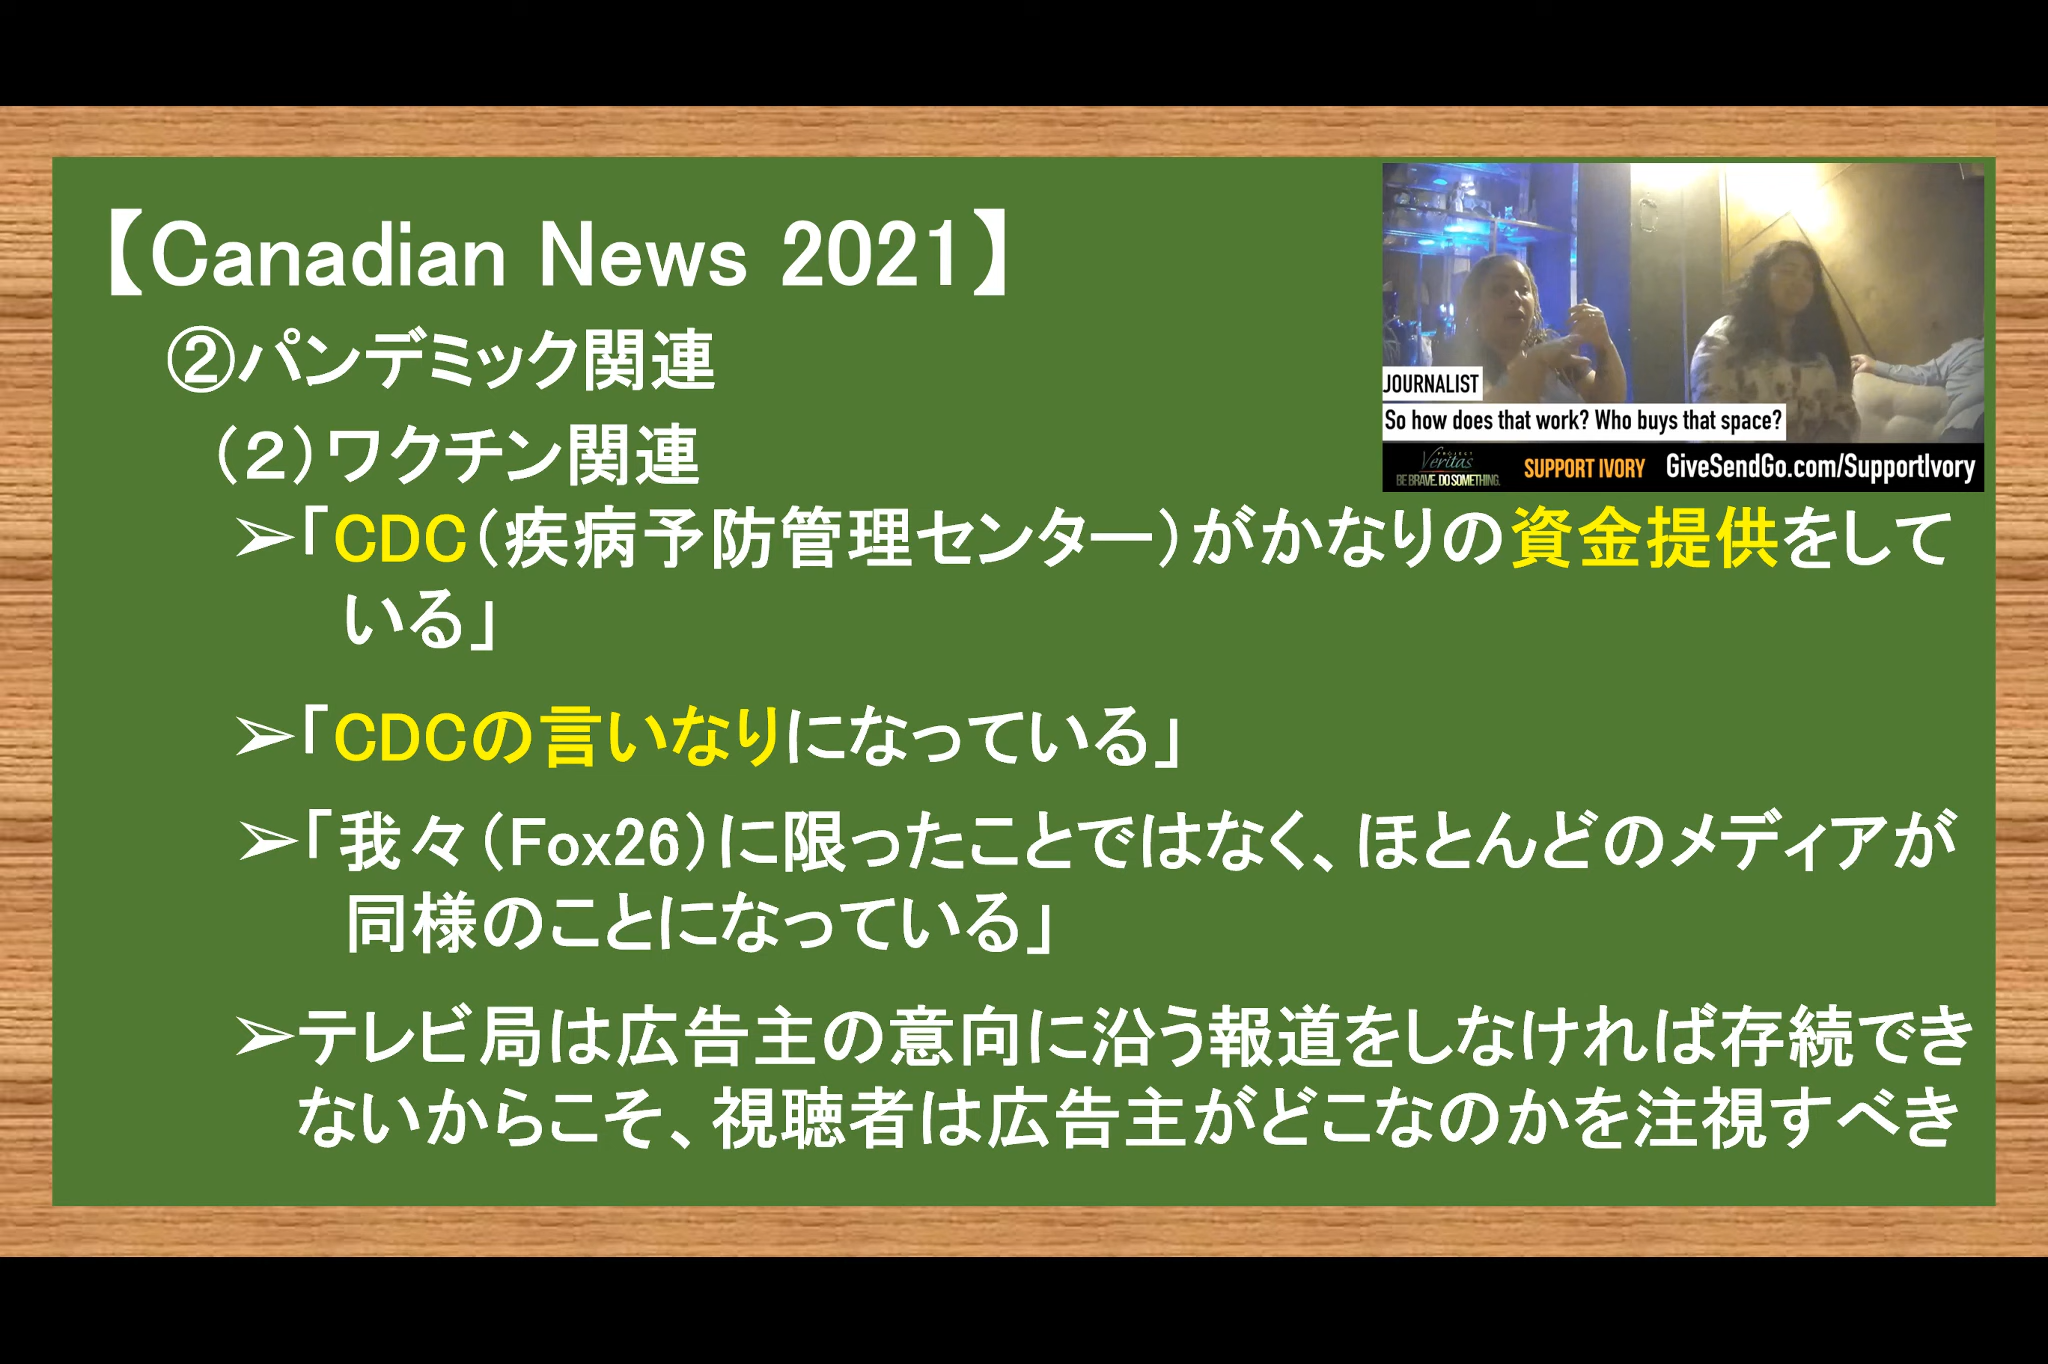 【Canadian News 2021】
②パンデミック関連
（２）ワクチン関連
➢「CDC（疾病予防管理センター）がかなりの資金提供をして
いる」
➢「CDCの言いなりになっている」
➢「我々（Fox26）に限ったことではなく、ほとんどのメディアが
同様のことになっている」
➢テレビ局は広告主の意向に沿う報道をしなければ存続でき
ないからこそ、視聴者は広告主がどこなのかを注視すべき
JOURNALIST
So how does that work? Who buys that space?
PROJECT
Veritas
BE BRAVE. DO SOMETHING.
SUPPORT IVORY
GiveSendGo.com/SupportIvory